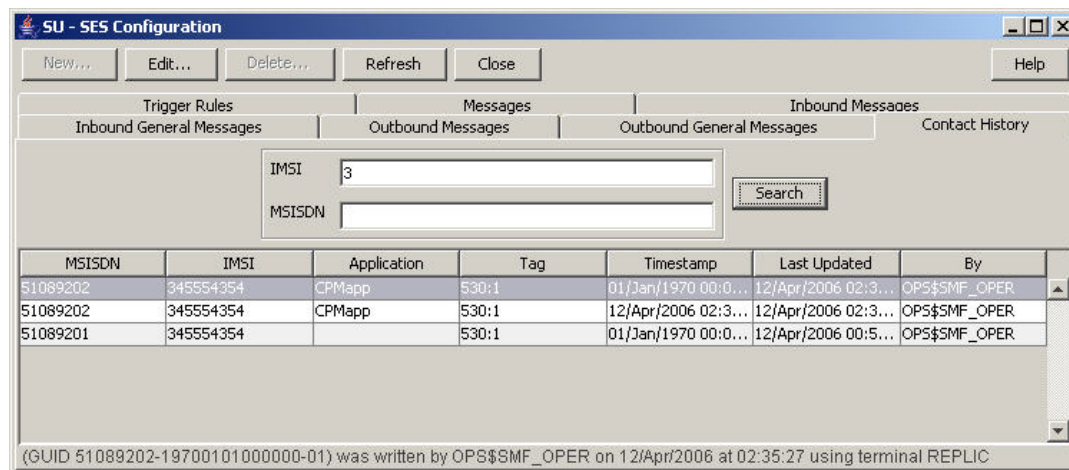 SU - SES Configuration
New... Edit... Delete... Refresh Close Help
Trigger Rules Messages Inbound Messages
Inbound General Messages Outbound Messages Outbound General Messages Contact History
IMSI 3
Search
MSISDN
MSISDN IMSI Application Tag Timestamp Last Updated By
51089202 345554354 CPMapp 530:1 01/Jan/1970 00:0... 12/Apr/2006 02:3... OPS$SMF_OPER
51089202 345554354 CPMapp 530:1 12/Apr/2006 02:3... 12/Apr/2006 02:3... OPS$SMF_OPER
51089201 345554354 530:1 01/Jan/1970 00:0... 12/Apr/2006 00:5... OPS$SMF_OPER
(GUID 51089202-19700101000000-01) was written by OPS$SMF_OPER on 12/Apr/2006 at 02:35:27 using terminal REPLIC